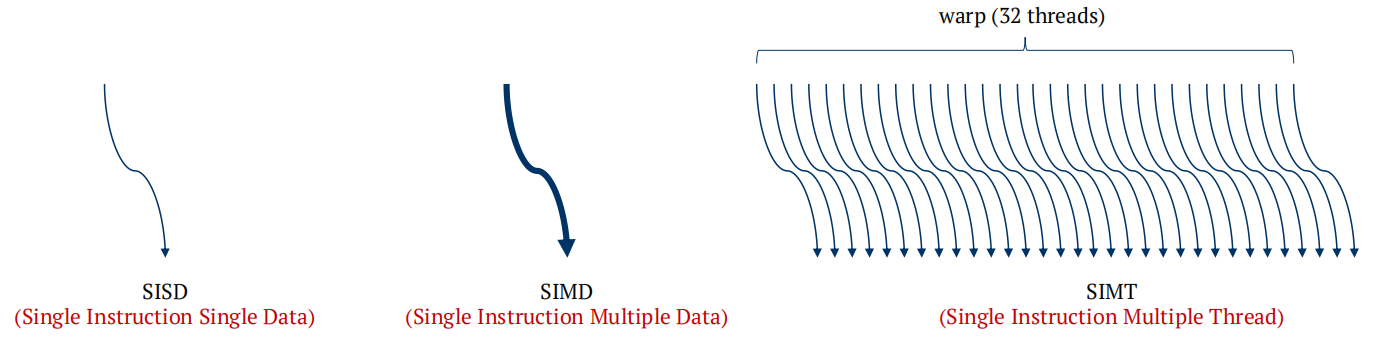 warp (32 threads)
SISD
(Single Instruction Single Data)
SIMD
(Single Instruction Multiple Data)
SIMT
(Single Instruction Multiple Thread)